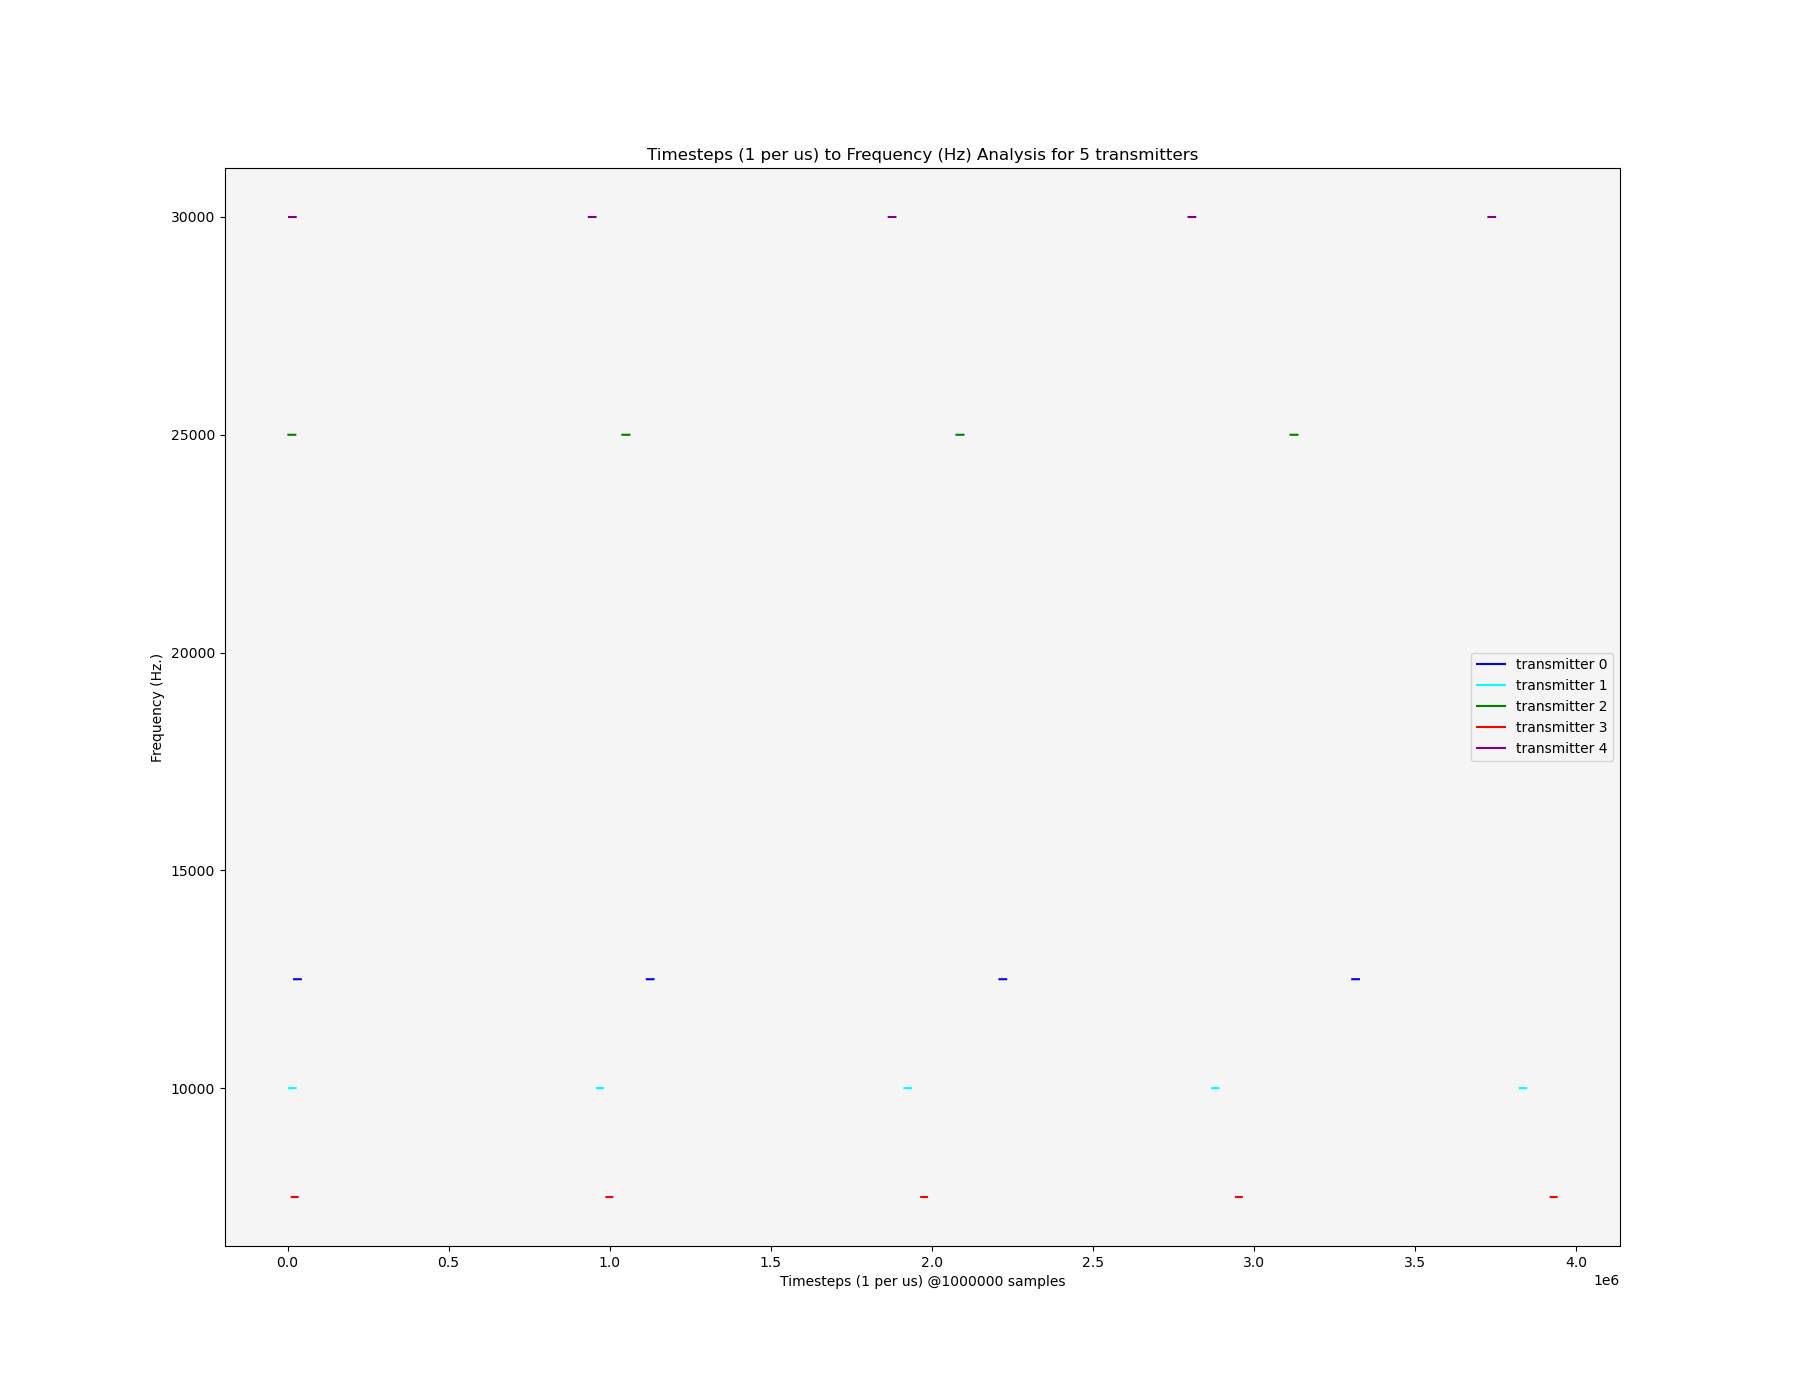 Timesteps (1 per us) to Frequency (Hz) Analysis for 5 transmitters
30000
25000
20000
15000
10000
Frequency (Hz.)
transmitter 0
transmitter 1
transmitter 2
transmitter 3
transmitter 4
0.0 0.5 1.0 1.5 2.0 2.5 3.0 3.5 4.0
1e6
Timesteps (1 per us) @1000000 samples